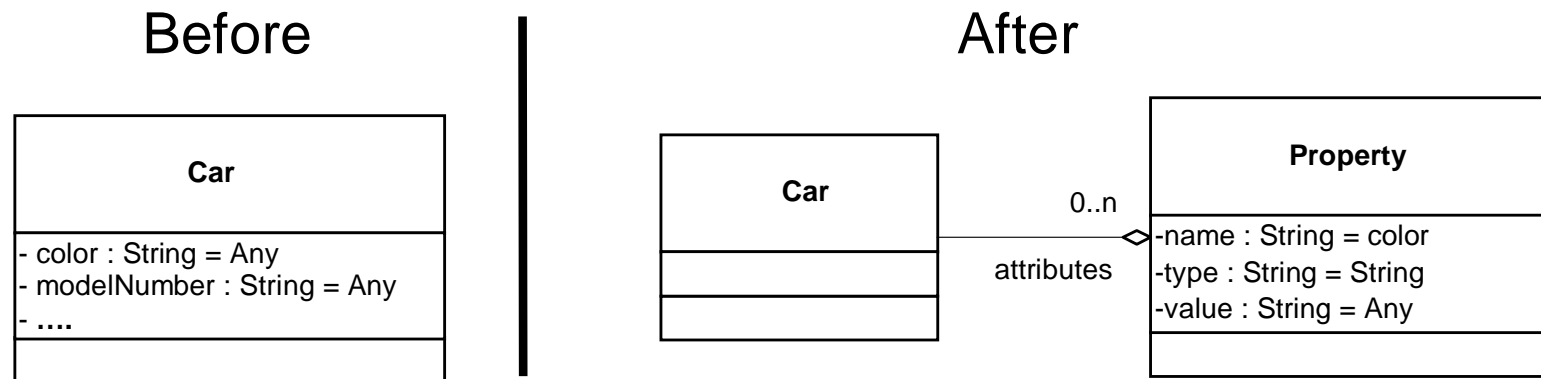 Before
Car
- color : String = Any
- modelNumber : String = Any
- ....
After
Car
0..n
attributes
Property
-name : String = color
-type : String = String
-value : String = Any